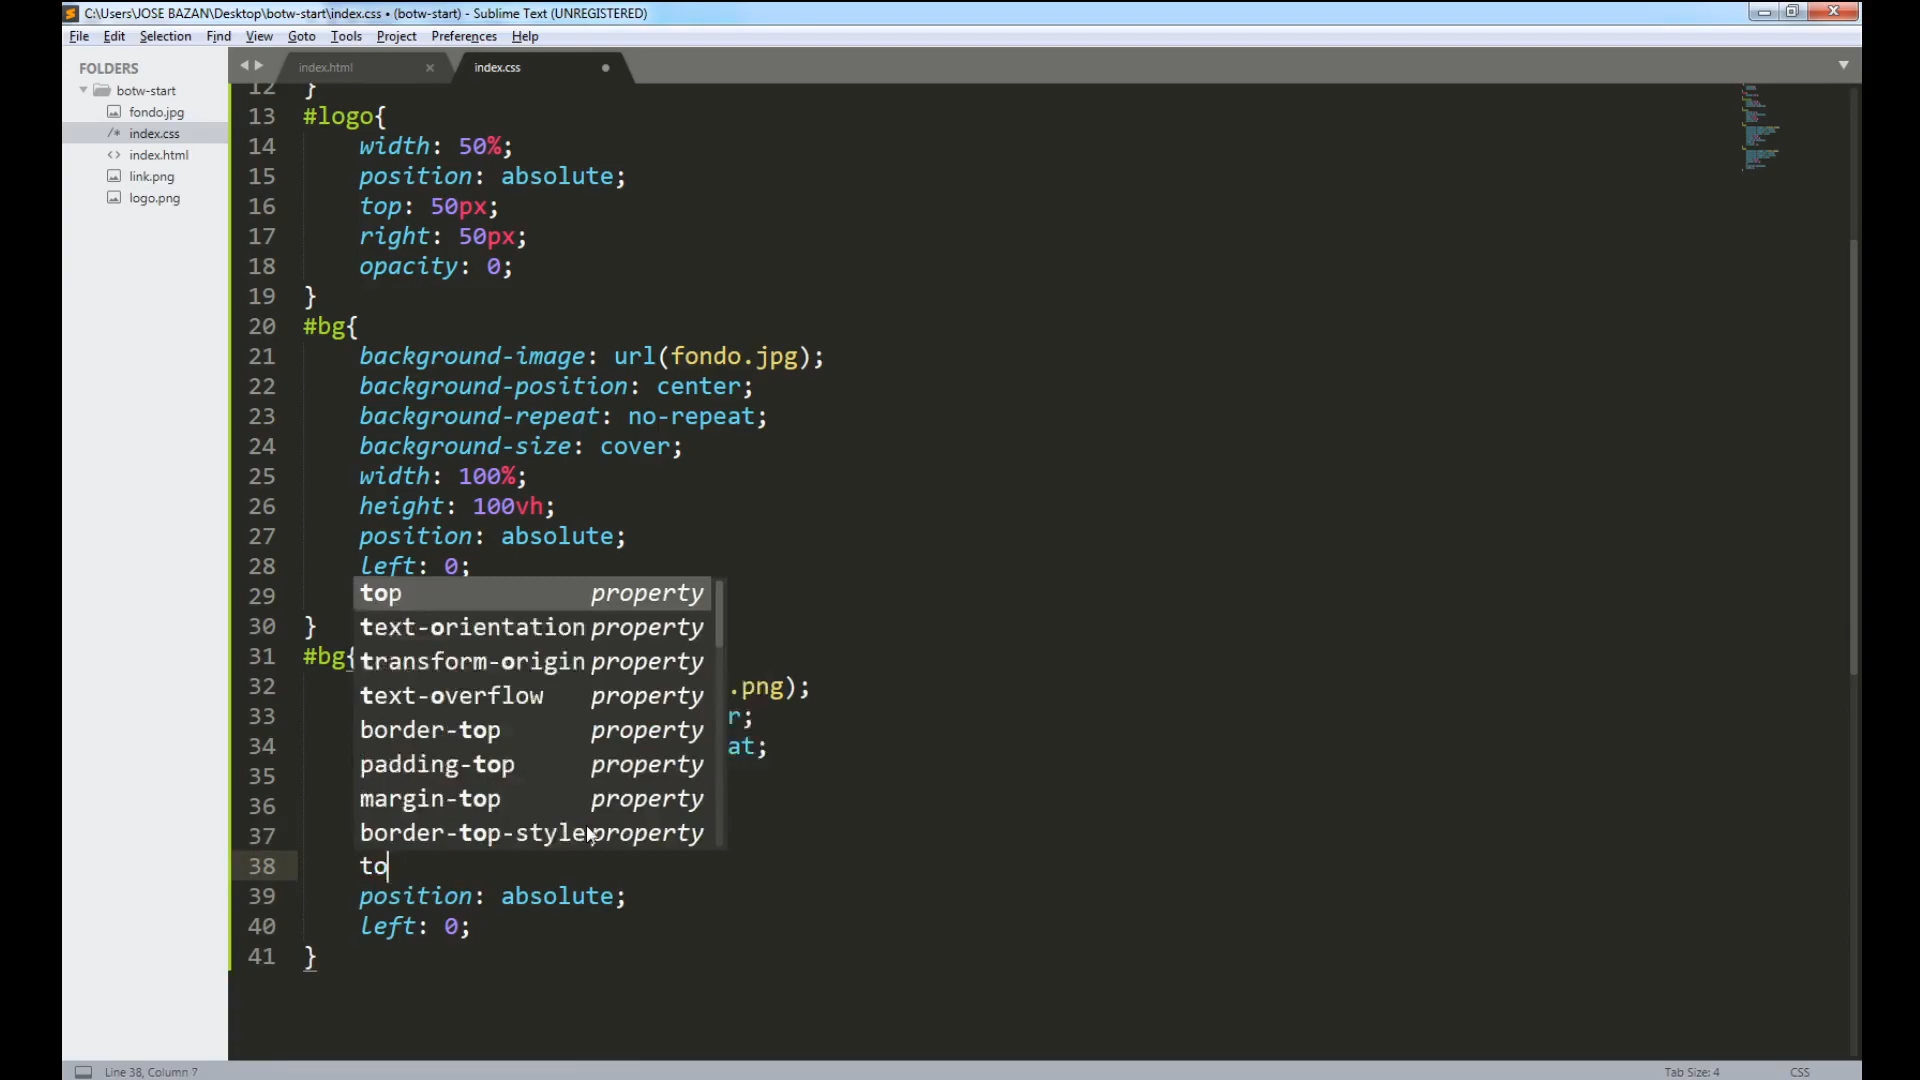 C:\Users\JOSE BAZAN\Desktop\botw-start\index.css • (botw-start) - Sublime Text (UNREGISTERED)
File Edit Selection Find View Goto Tools Project Preferences Help
FOLDERS
botw-start
fondo.jpg
/* index.css
<> index.html
link.png
logo.png
index.html
index.css
12 }
13 #logo{
14 width: 50%;
15 position: absolute;
16 top: 50px;
17 right: 50px;
18 opacity: 0;
19 }
20 #bg{
21 background-image: url(fondo.jpg);
22 background-position: center;
23 background-repeat: no-repeat;
24 background-size: cover;
25 width: 100%;
26 height: 100vh;
27 position: absolute;
28 left: 0;
29
30 }
31 #bg{
32 .png);
33 r;
34 at;
35
36
37
38 to
39 position: absolute;
40 left: 0;
41 }
top property
text-orientation property
transform-origin property
text-overflow property
border-top property
padding-top property
margin-top property
border-top-style property
Line 38, Column 7
Tab Size: 4
CSS